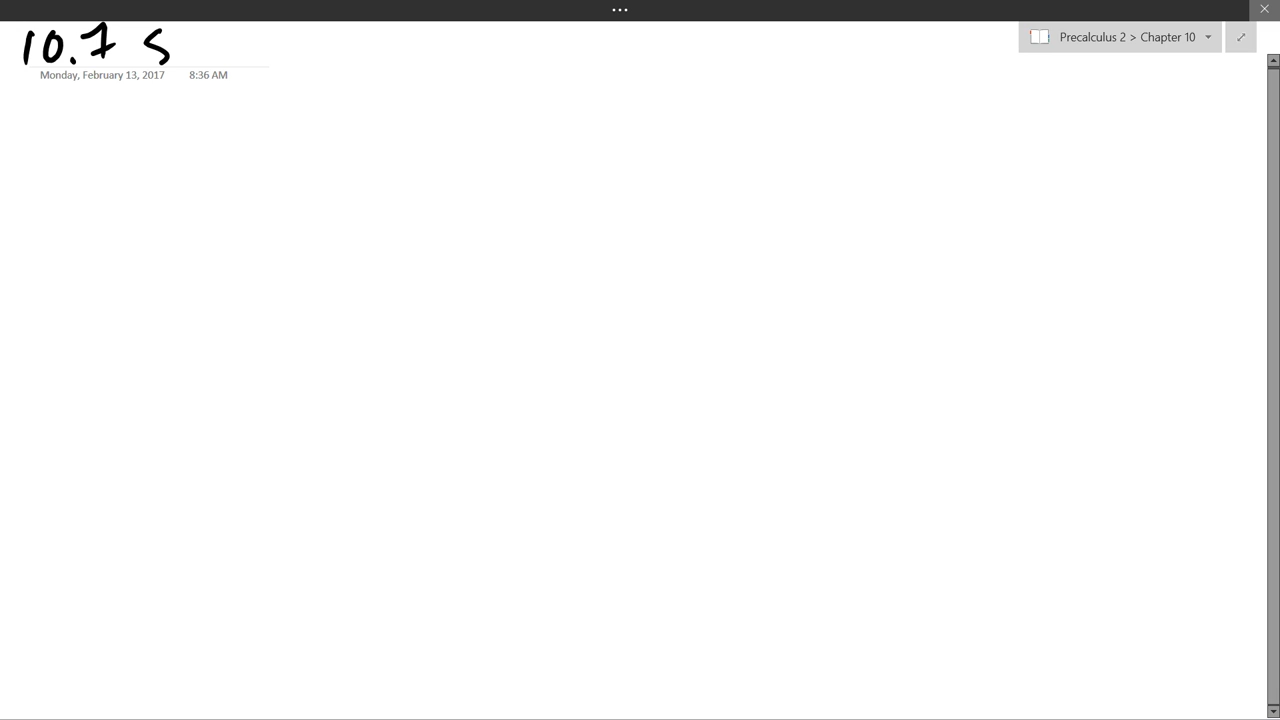 10.7 S
Precalculus 2 > Chapter 10
Monday, February 13, 2017 8:36 AM